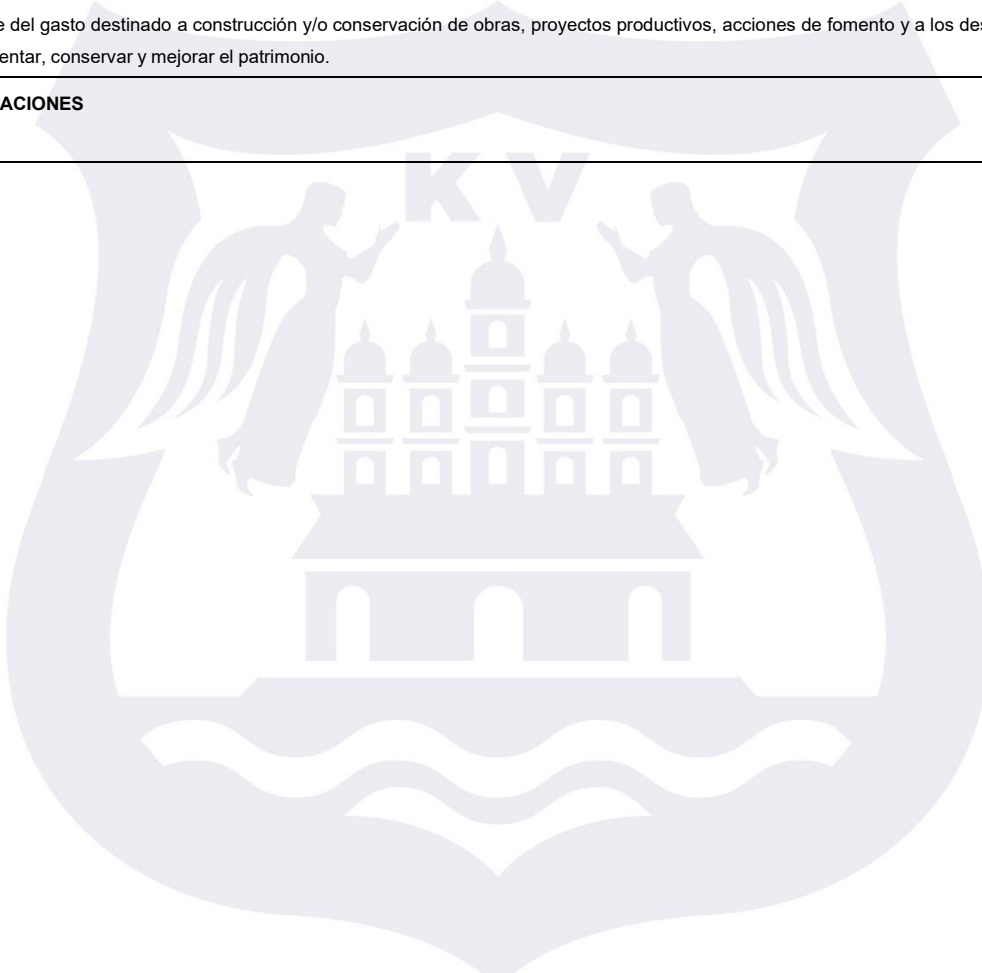 e del gasto destinado a construcción y/o conservación de obras, proyectos productivos, acciones de fomento y a los des
entar, conservar y mejorar el patrimonio.
ACIONES
K V